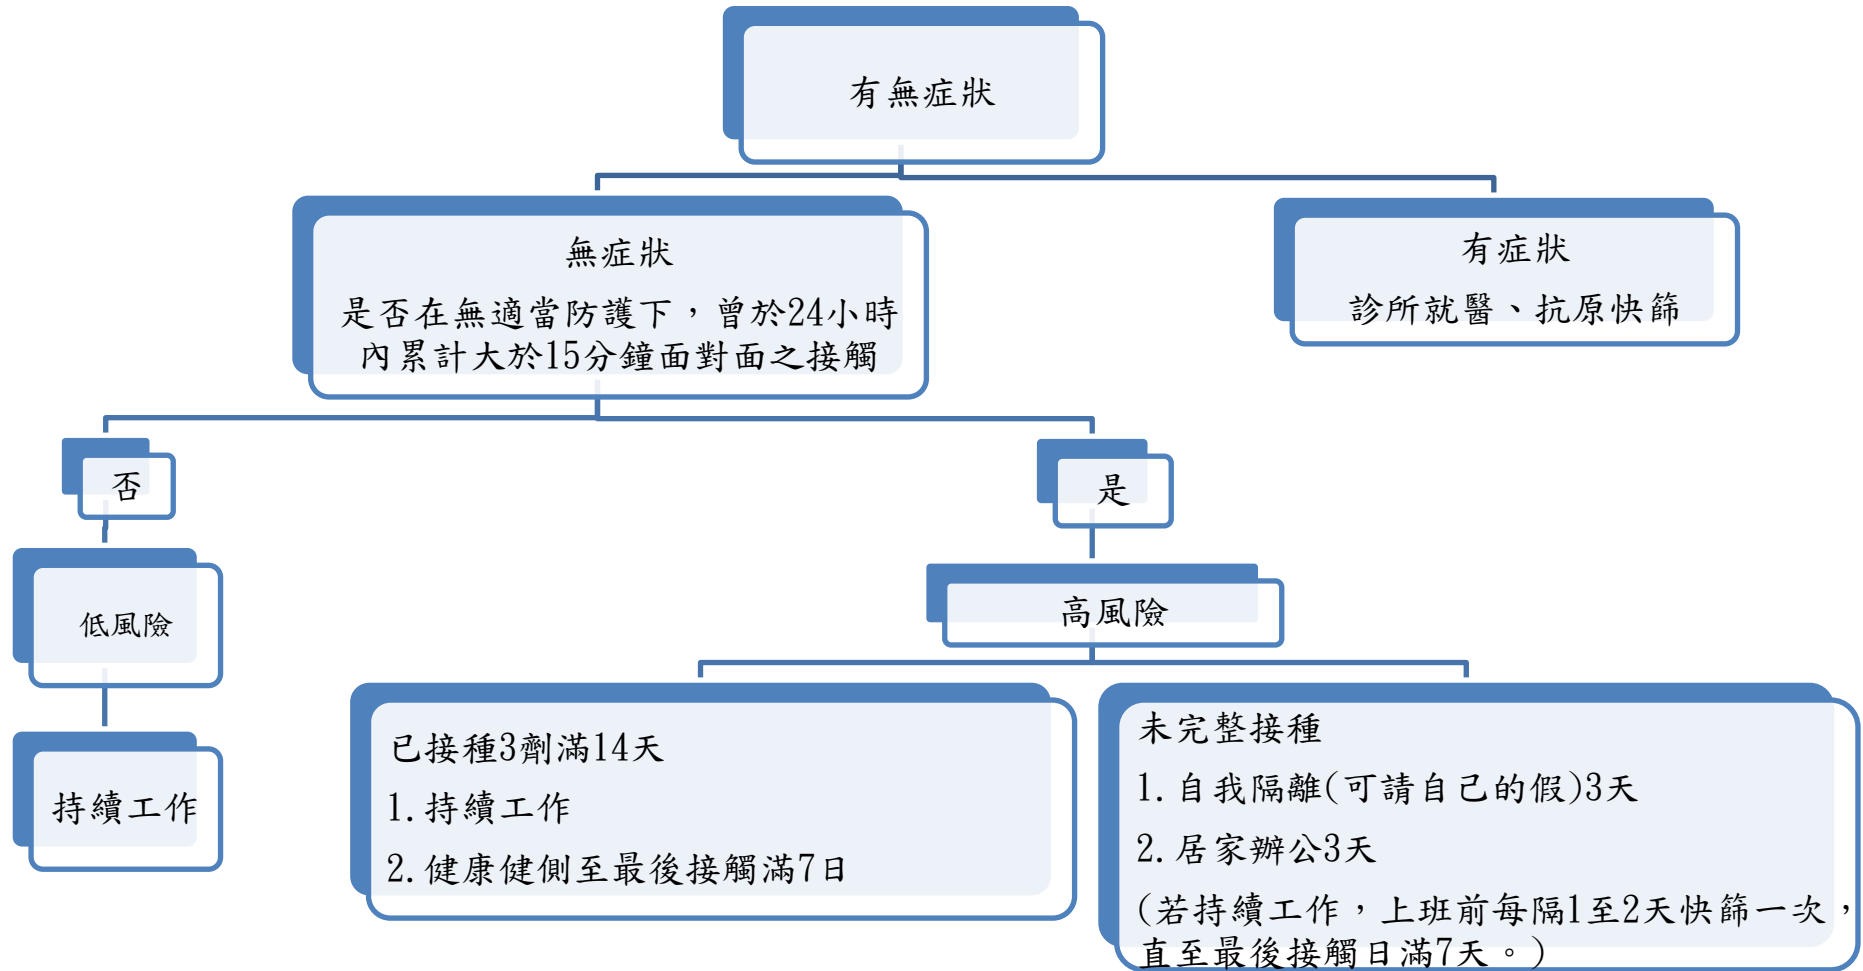 有無症狀
無症狀
是否在無適當防護下，曾於24小時
內累計大於15分鐘面對面之接觸
有症狀
診所就醫、抗原快篩
否
是
低風險
高風險
持續工作
已接種3劑滿14天
1.持續工作
2.健康健側至最後接觸滿7日
未完整接種
1.自我隔離(可請自己的假)3天
2.居家辦公3天
(若持續工作，上班前每隔1至2天快篩一次，
直至最後接觸日滿7天。)